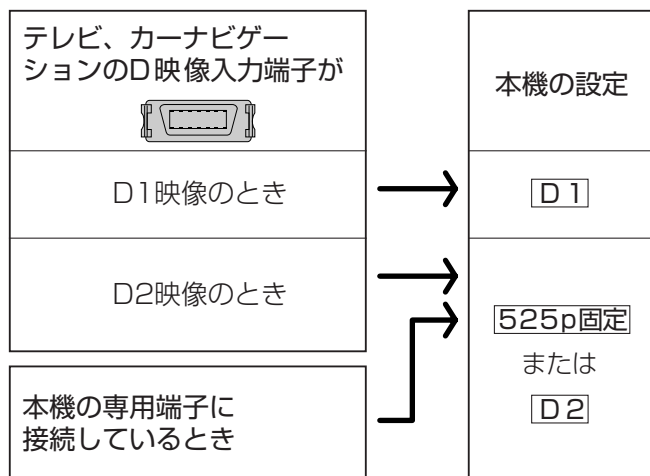 テレビ、カーナビゲー
ションのD映像入力端子が
本機の設定
D1映像のとき
D1
D2映像のとき
525p固定
または
D2
本機の専用端子に
接続しているとき